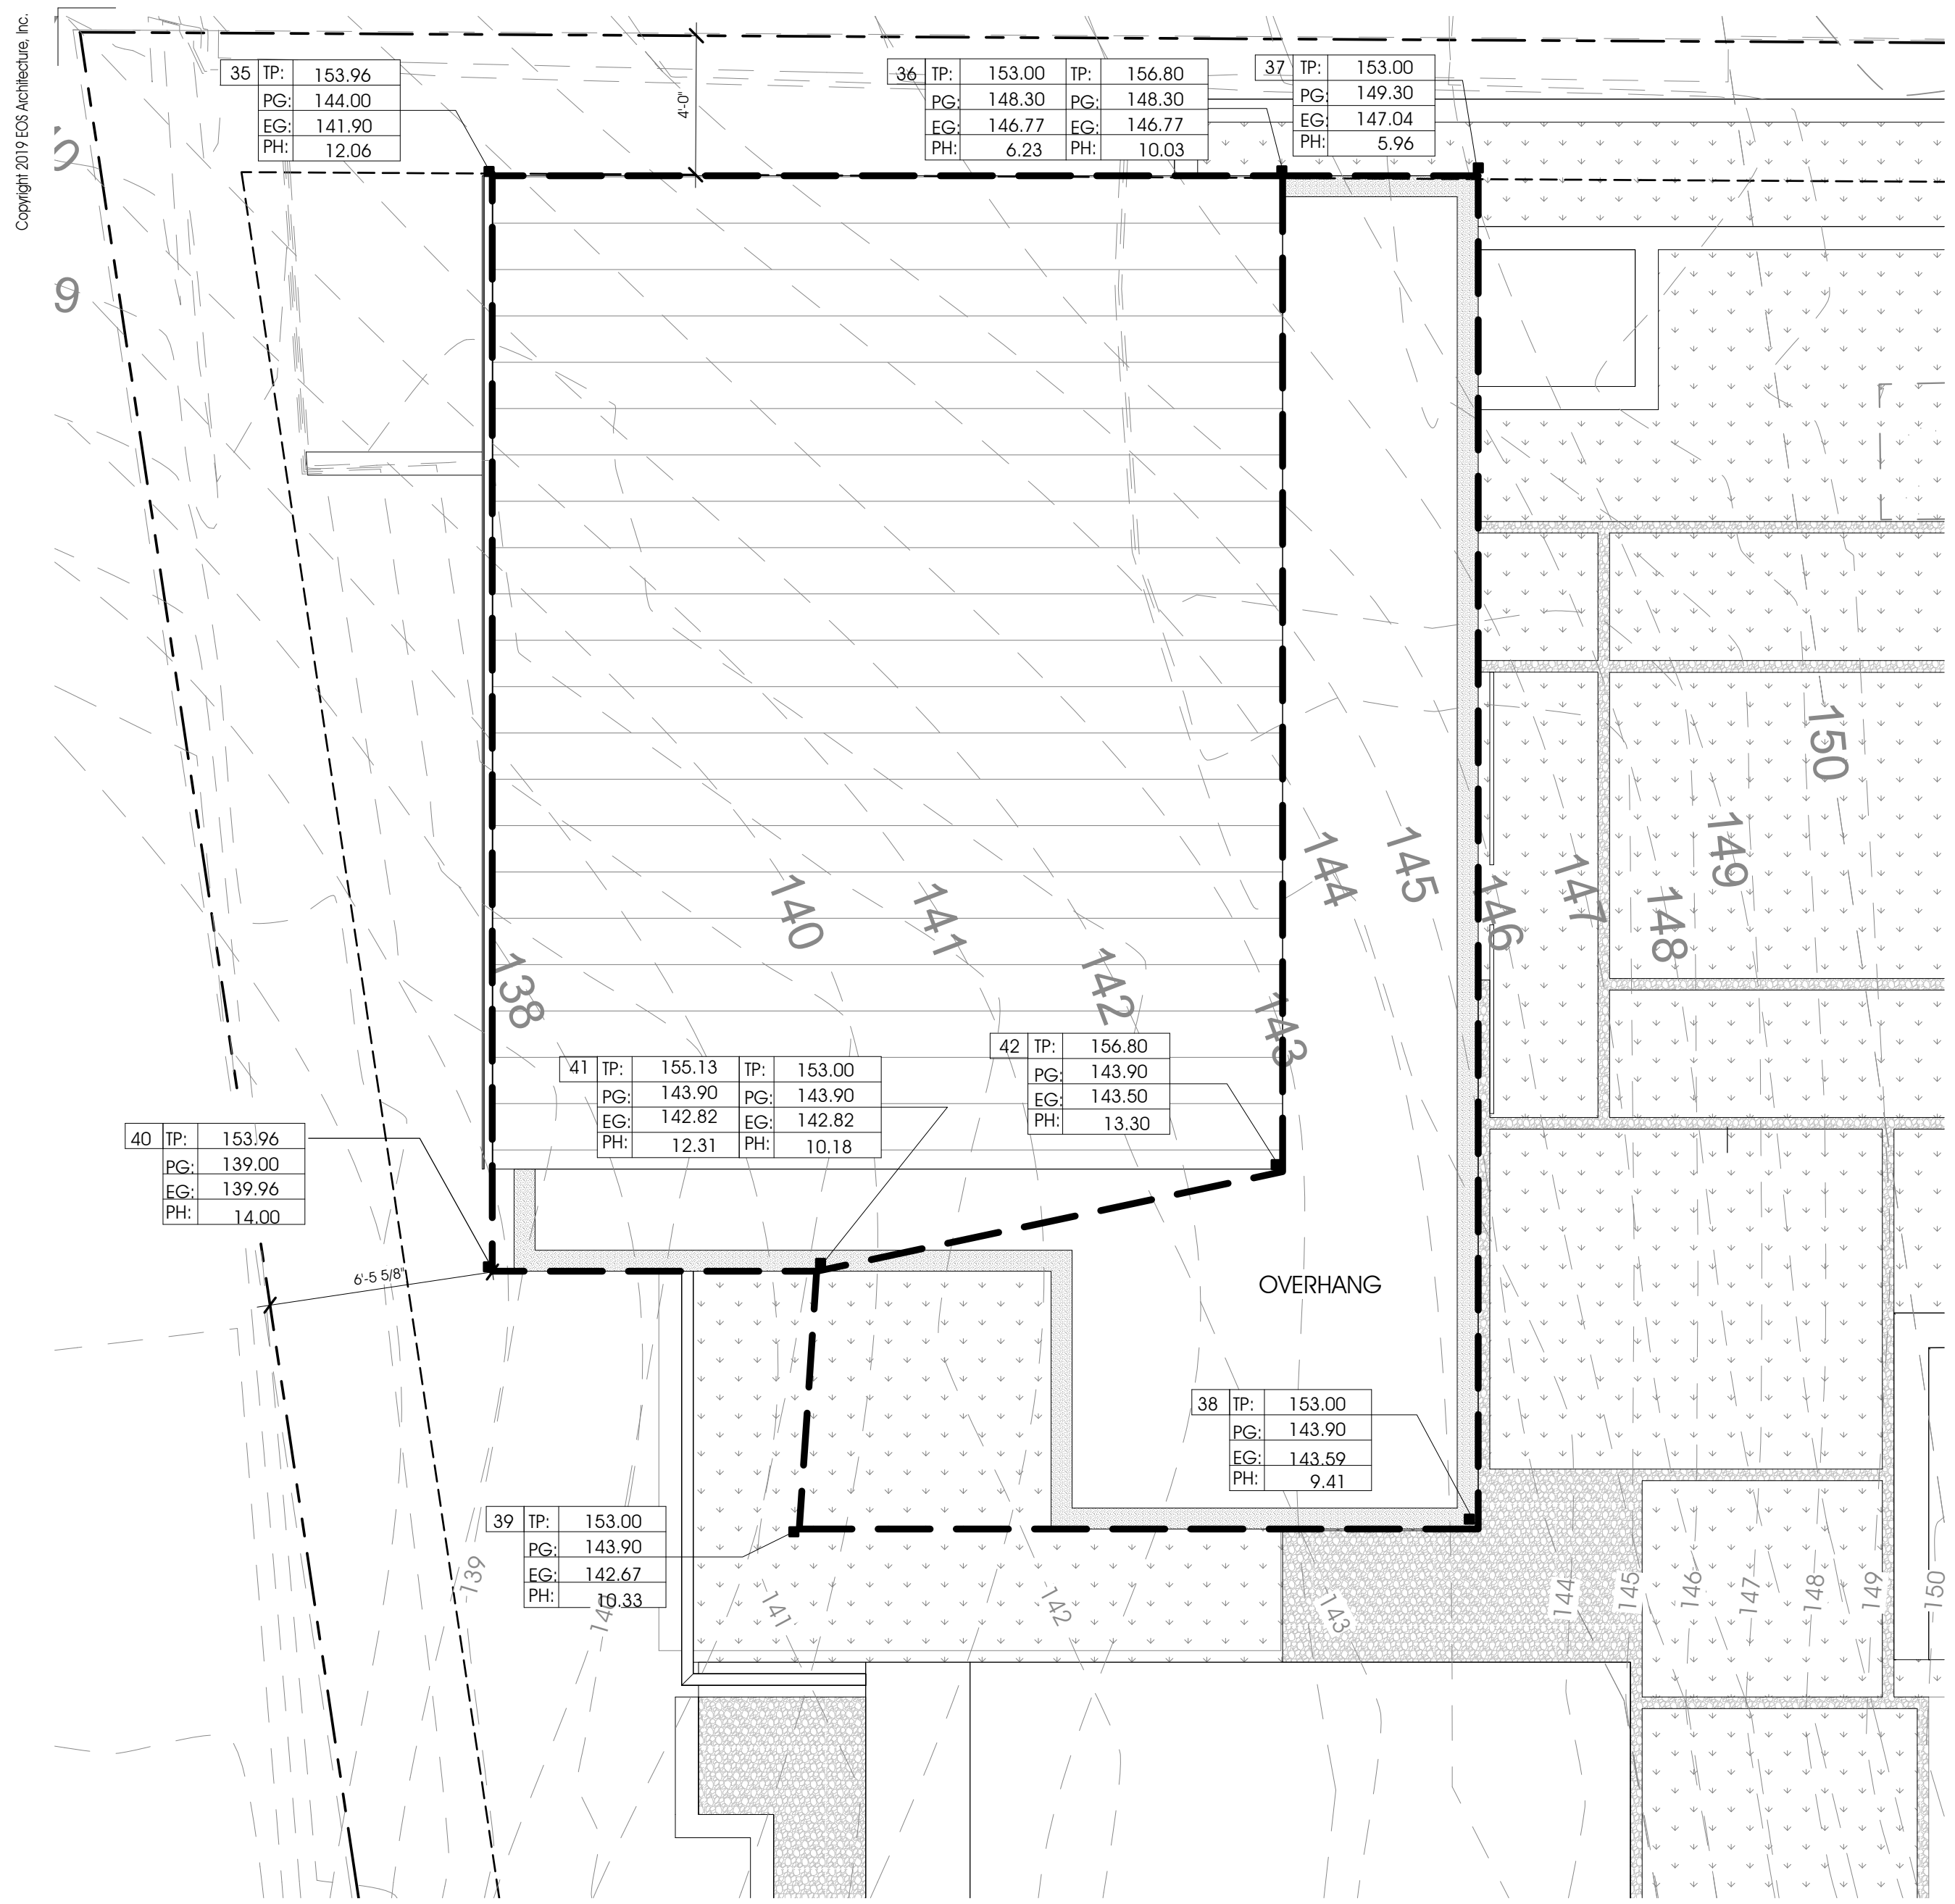 Copyright 2019 EOS Architecture, Inc.
35 TP: 153.96
PG: 144.00
EG: 141.90
PH: 12.06
4'-0"
36 TP: 153.00 TP: 156.80
PG: 148.30 PG: 148.30
EG: 146.77 EG: 146.77
PH: 6.23 PH: 10.03
37 TP: 153.00
PG: 149.30
EG: 147.04
PH: 5.96
9
150
149
148
147
146
145
144
143
142
141
140
138
41 TP: 155.13 TP: 153.00
PG: 143.90 PG: 143.90
EG: 142.82 EG: 142.82
PH: 12.31 PH: 10.18
42 TP: 156.80
PG: 143.90
EG: 143.50
PH: 13.30
40 TP: 153.96
PG: 139.00
EG: 139.96
PH: 14.00
6'-5 5/8"
OVERHANG
38 TP: 153.00
PG: 143.90
EG: 143.59
PH: 9.41
39 TP: 153.00
PG: 143.90
EG: 142.67
PH: 10.33
139
141
142
143
144
145
146
147
148
149
150